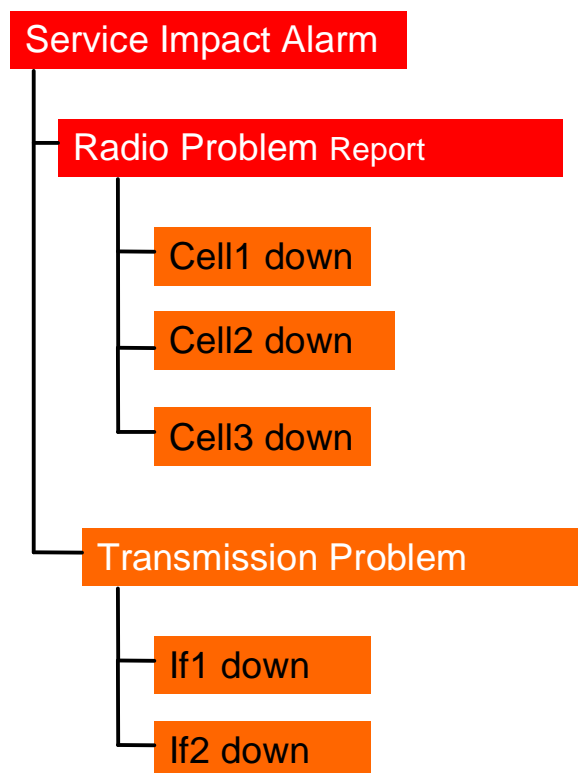 Service Impact Alarm
Radio Problem Report
Cell1 down
Cell2 down
Cell3 down
Transmission Problem
If1 down
If2 down